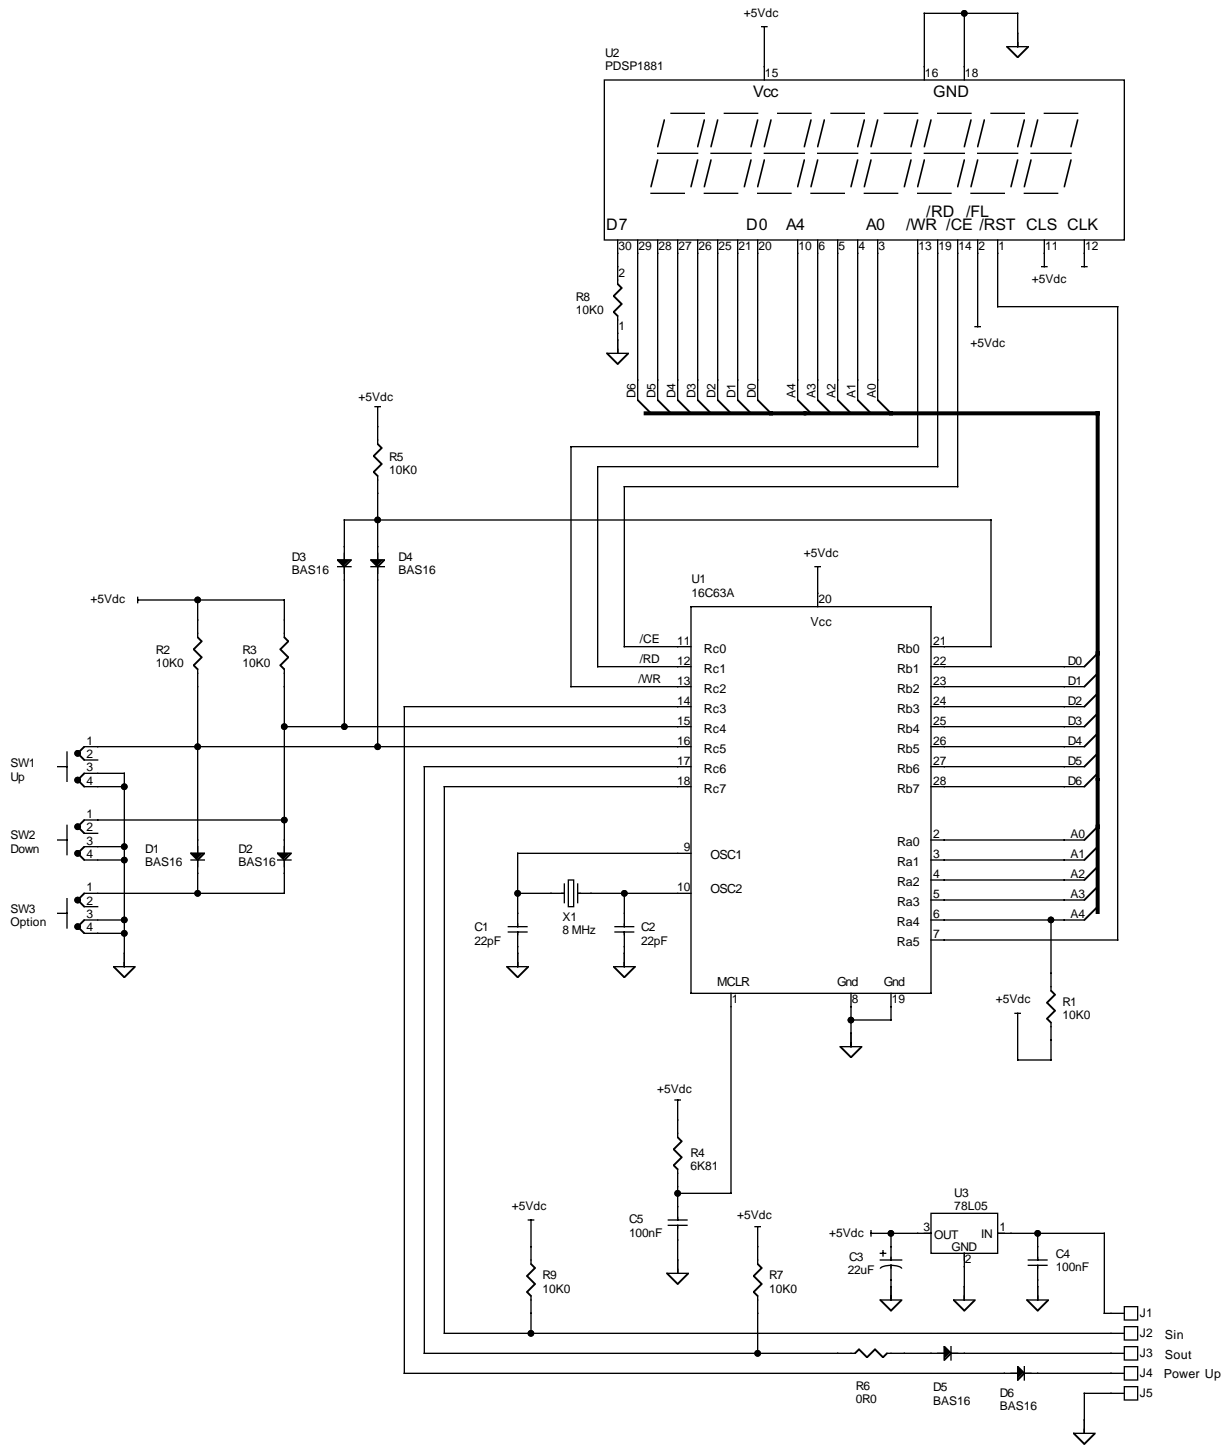 +5Vdc
U2
PDSP1881
15
16
18
Vcc
GND
/RD /FL
D7
D0
A4
A0
/WR
/CE
/RST
CLS
CLK
30
29
28
27
26
25
21
20
10
6
5
4
3
13
19
14
2
1
11
12
+5Vdc
2
R8
10K0
1
+5Vdc
D6
D5
D4
D3
D2
D1
D0
A4
A3
A2
A1
A0
+5Vdc
R5
10K0
D3
BAS16
D4
BAS16
+5Vdc
U1
16C63A
20
Vcc
+5Vdc
R2
10K0
R3
10K0
/CE
11
Rc0
/RD
12
Rc1
/WR
13
Rc2
14
Rc3
15
Rc4
16
Rc5
17
Rc6
18
Rc7
Rb0
21
Rb1
22
D0
Rb2
23
D1
Rb3
24
D2
Rb4
25
D3
Rb5
26
D4
Rb6
27
D5
Rb7
28
D6
Ra0
2
A0
Ra1
3
A1
Ra2
4
A2
Ra3
5
A3
Ra4
6
A4
Ra5
7
SW1
Up
1
2
3
4
SW2
Down
1
2
3
4
D1
BAS16
D2
BAS16
SW3
Option
1
2
3
4
9
OSC1
10
OSC2
X1
8 MHz
C1
22pF
C2
22pF
MCLR
1
Gnd
8
Gnd
19
+5Vdc
R1
10K0
+5Vdc
R4
6K81
C5
100nF
+5Vdc
R9
10K0
+5Vdc
R7
10K0
U3
78L05
+5Vdc
3
OUT
IN
1
GND
2
C3
22uF
+
C4
100nF
J1
J2 Sin
J3 Sout
J4 Power Up
J5
R6
0R0
D5
BAS16
D6
BAS16